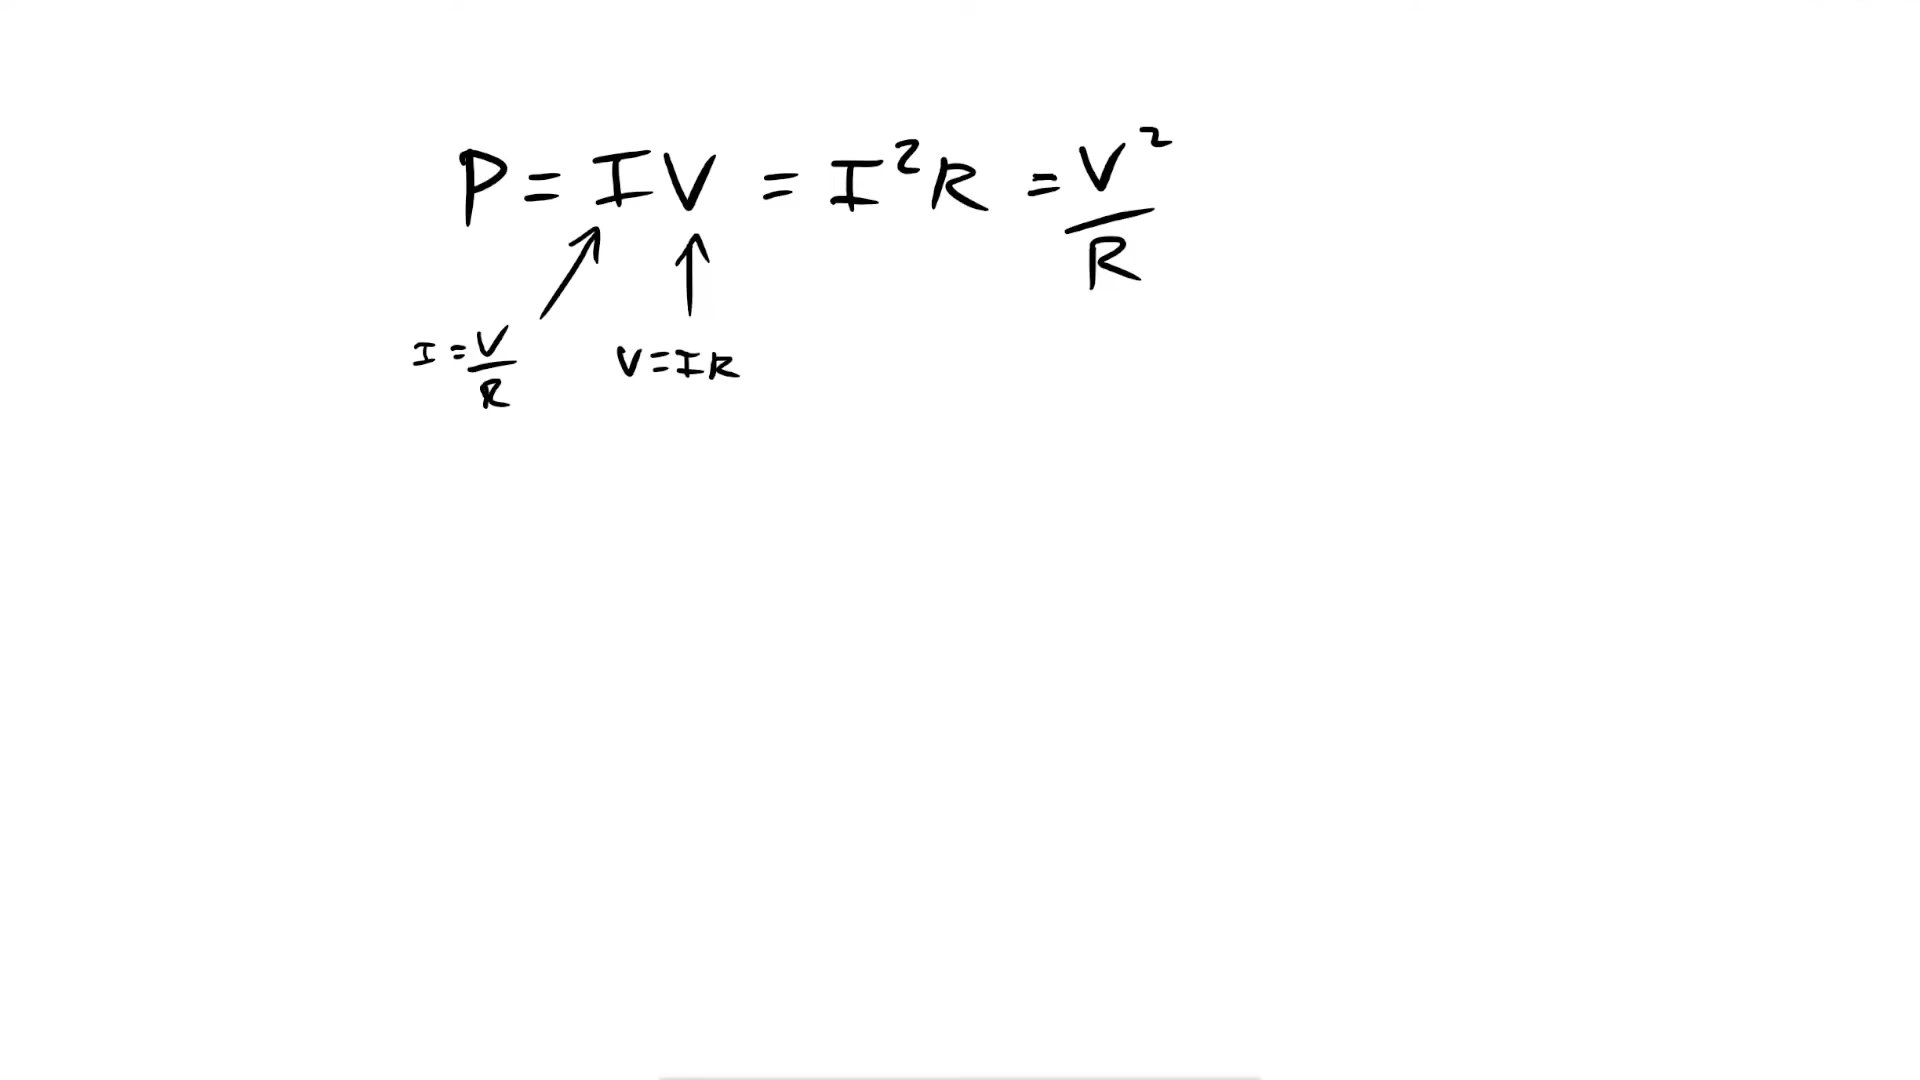 P = IV = I²R = V²/R
I = V/R V = IR